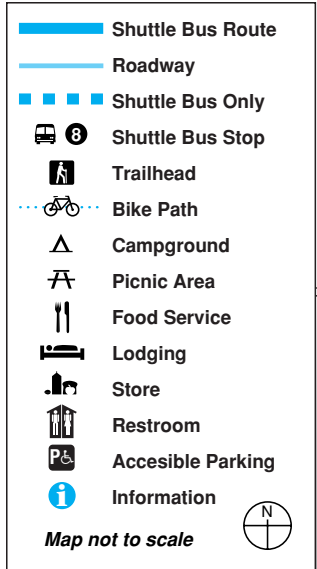 Shuttle Bus Route
Roadway
Shuttle Bus Only
8 Shuttle Bus Stop
Trailhead
Bike Path
Campground
Picnic Area
Food Service
Lodging
Store
Restroom
P Accesible Parking
i Information
N
Map not to scale